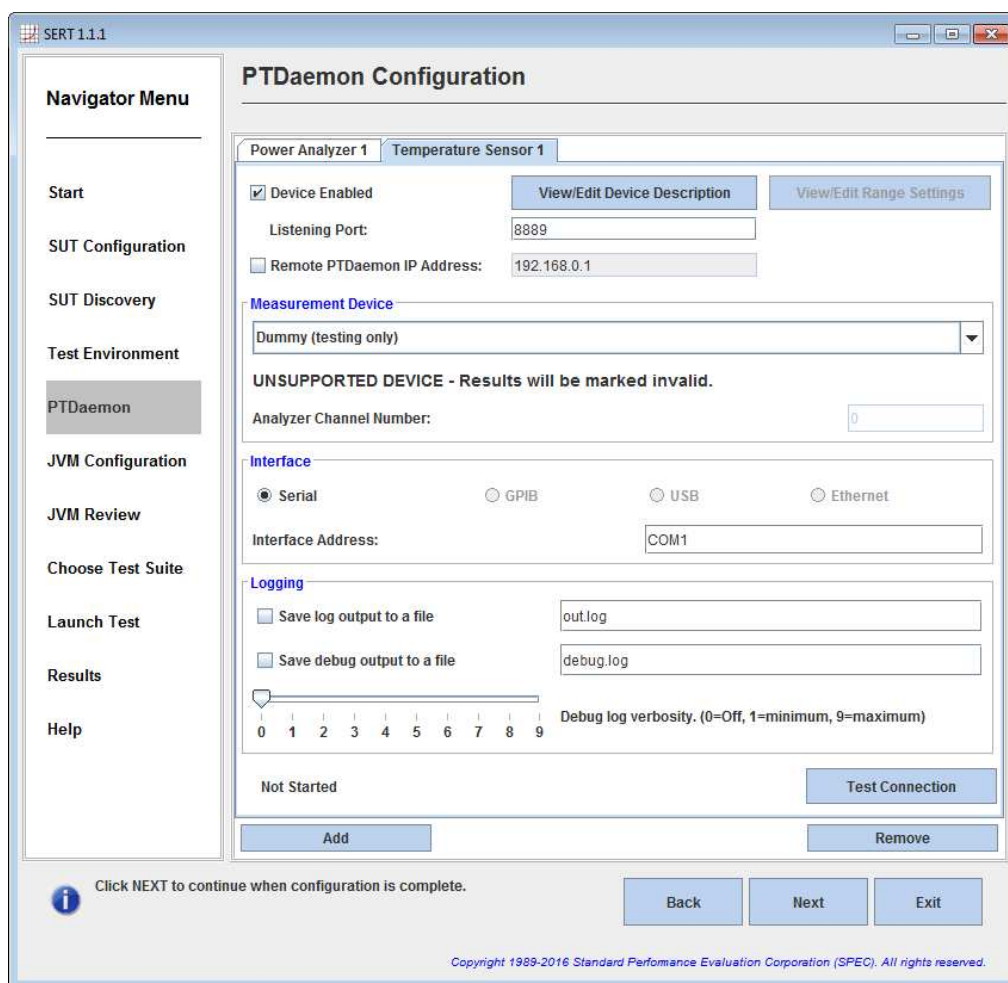 SERT 1.1.1
Navigator Menu
Start
SUT Configuration
SUT Discovery
Test Environment
PTDaemon
JVM Configuration
JVM Review
Choose Test Suite
Launch Test
Results
Help
PTDaemon Configuration
Power Analyzer 1 Temperature Sensor 1
Device Enabled View/Edit Device Description View/Edit Range Settings
Listening Port: 8889
Remote PTDaemon IP Address: 192.168.0.1
Measurement Device
Dummy (testing only)
UNSUPPORTED DEVICE - Results will be marked invalid.
Analyzer Channel Number: 0
Interface
Serial GPIB USB Ethernet
Interface Address: COM1
Logging
Save log output to a file out.log
Save debug output to a file debug.log
0 1 2 3 4 5 6 7 8 9 Debug log verbosity. (0=Off, 1=minimum, 9=maximum)
Not Started Test Connection
Add Remove
Click NEXT to continue when configuration is complete.
Back Next Exit
Copyright 1989-2016 Standard Perfomance Evaluation Corporation (SPEC). All rights reserved.